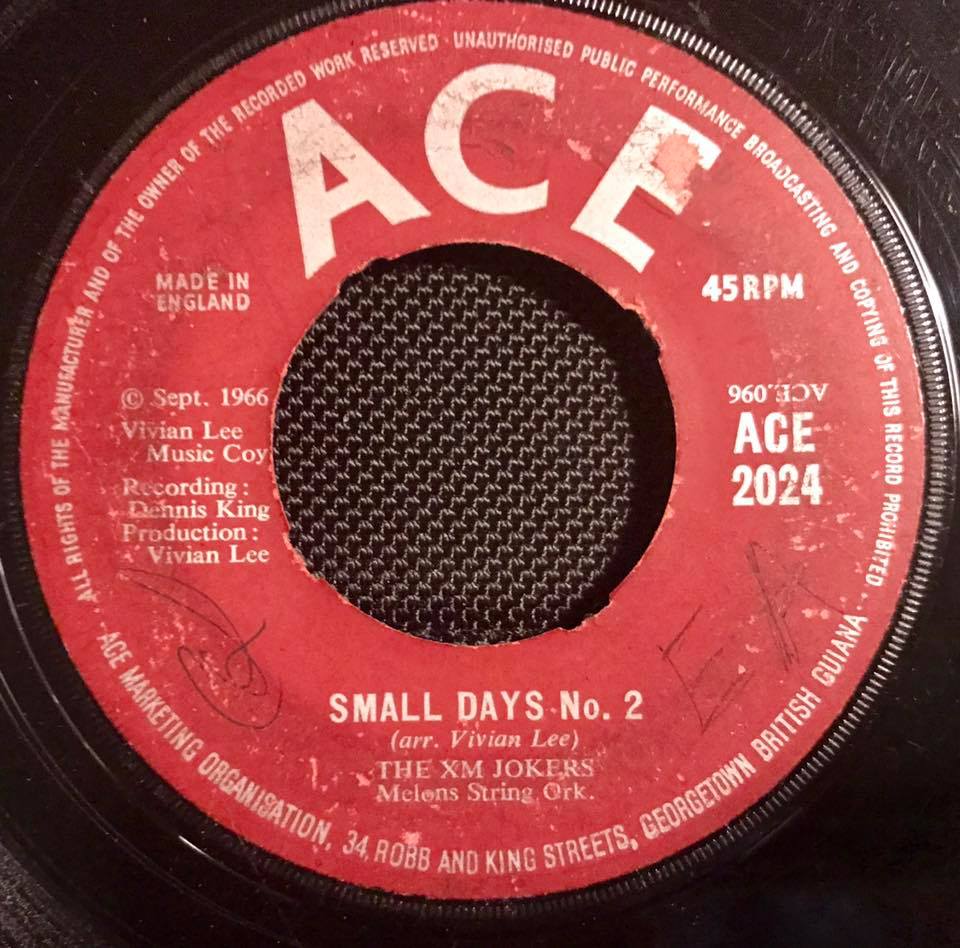 ALL RIGHTS OF THE MANUFACTURER AND OF THE OWNER OF THE RECORDED WORK RESERVED · UNAUTHORISED PUBLIC PERFORMANCE BROADCASTING AND COPYING OF THIS RECORD PROHIBITED
ACE
MADE IN
ENGLAND
45 RPM
© Sept. 1966
Vivian Lee
Music Coy
Recording :
Dennis King
Production :
Vivian Lee
ACE.096
ACE
2024
EA
SMALL DAYS No. 2
(arr. Vivian Lee)
THE XM JOKERS
Melons String Ork.
ACE MARKETING ORGANISATION, 34, ROBB AND KING STREETS, GEORGETOWN BRITISH GUIANA